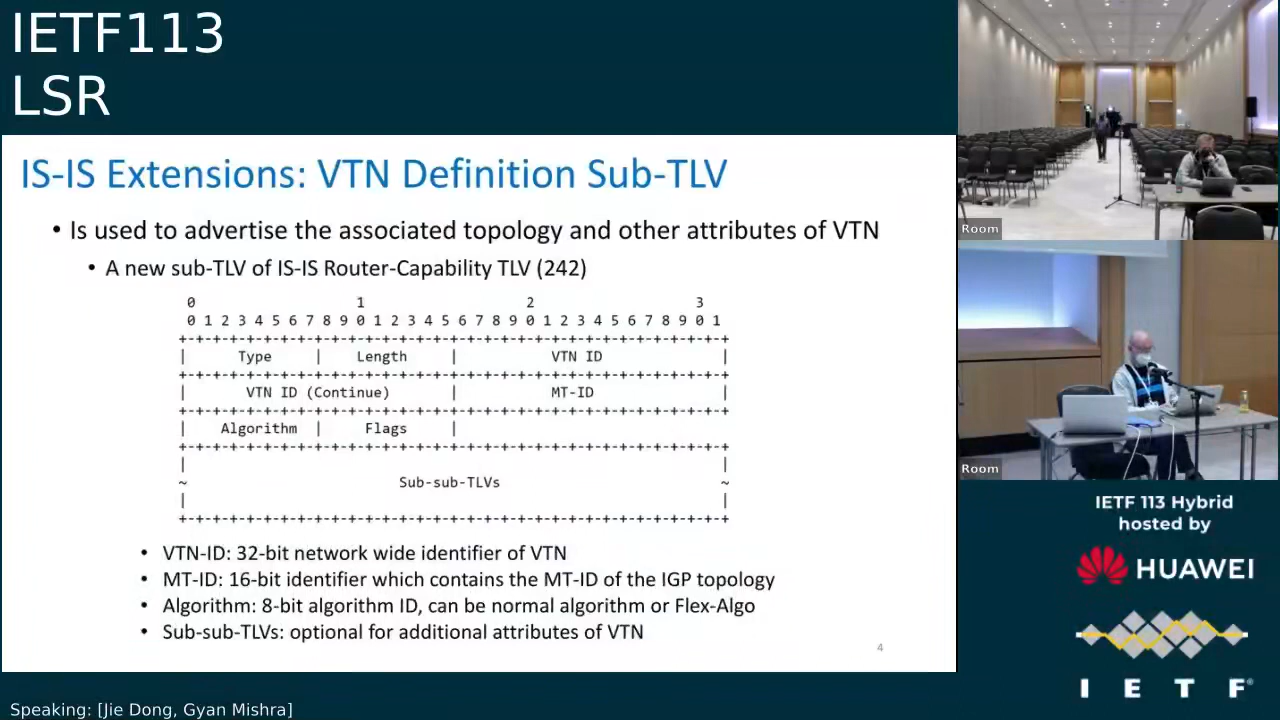 IETF113
LSR
IS-IS Extensions: VTN Definition Sub-TLV
• Is used to advertise the associated topology and other attributes of VTN
• A new sub-TLV of IS-IS Router-Capability TLV (242)
0 1 2 3
0 1 2 3 4 5 6 7 8 9 0 1 2 3 4 5 6 7 8 9 0 1 2 3 4 5 6 7 8 9 0 1
+-+-+-+-+-+-+-+-+-+-+-+-+-+-+-+-+-+-+-+-+-+-+-+-+-+-+-+-+-+-+-+-+
| Type | Length | VTN ID |
+-+-+-+-+-+-+-+-+-+-+-+-+-+-+-+-+-+-+-+-+-+-+-+-+-+-+-+-+-+-+-+-+
| VTN ID (Continue) | MT-ID |
+-+-+-+-+-+-+-+-+-+-+-+-+-+-+-+-+-+-+-+-+-+-+-+-+-+-+-+-+-+-+-+-+
| Algorithm | Flags |
+-+-+-+-+-+-+-+-+-+-+-+-+-+-+-+-+-+-+-+-+-+-+-+-+-+-+-+-+-+-+-+-+
| |
~ Sub-sub-TLVs ~
| |
+-+-+-+-+-+-+-+-+-+-+-+-+-+-+-+-+-+-+-+-+-+-+-+-+-+-+-+-+-+-+-+-+
• VTN-ID: 32-bit network wide identifier of VTN
• MT-ID: 16-bit identifier which contains the MT-ID of the IGP topology
• Algorithm: 8-bit algorithm ID, can be normal algorithm or Flex-Algo
• Sub-sub-TLVs: optional for additional attributes of VTN
4
Room
Room
IETF 113 Hybrid
hosted by
HUAWEI
I E T F®
Speaking: [Jie Dong, Gyan Mishra]